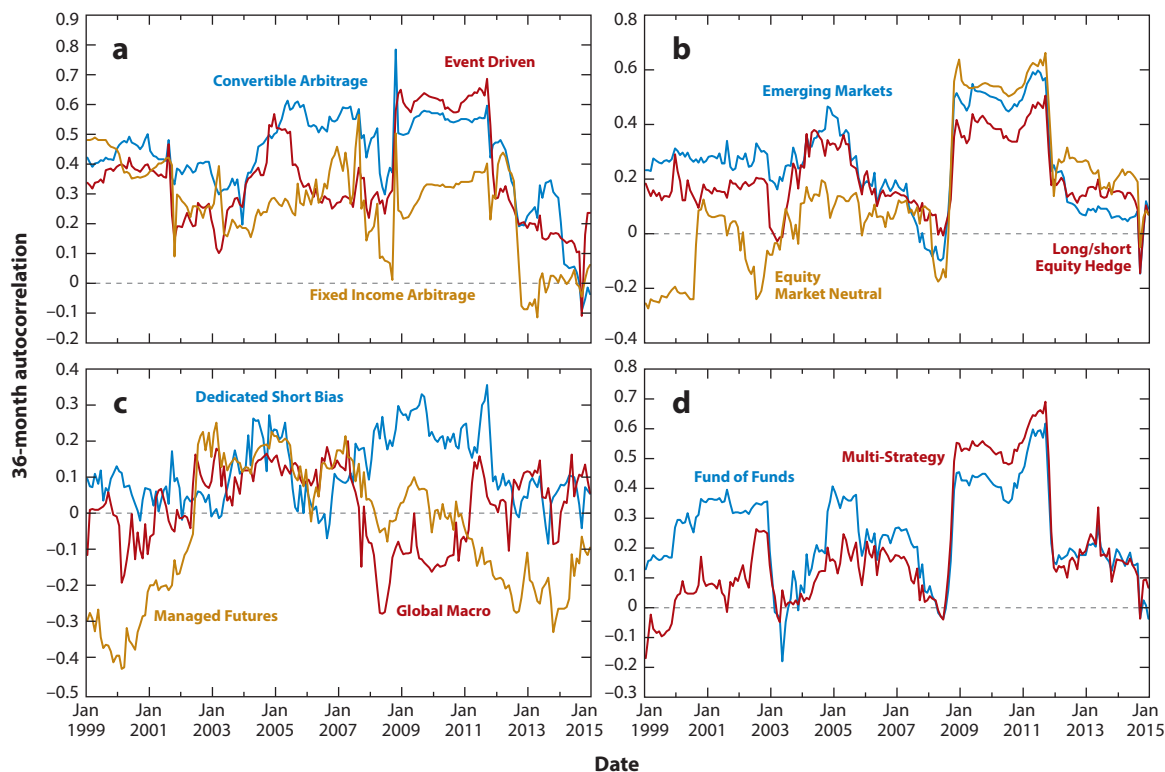 36-month autocorrelation
a
0.9
0.8
0.7
0.6
0.5
0.4
0.3
0.2
0.1
0
–0.1
–0.2
Convertible Arbitrage
Event Driven
Fixed Income Arbitrage
b
0.8
0.6
0.4
0.2
0
–0.2
–0.4
Emerging Markets
Equity
Market Neutral
Long/short
Equity Hedge
c
0.4
0.3
0.2
0.1
0
–0.1
–0.2
–0.3
–0.4
–0.5
Dedicated Short Bias
Managed Futures
Global Macro
Jan Jan Jan Jan Jan Jan Jan Jan Jan
1999 2001 2003 2005 2007 2009 2011 2013 2015
d
0.8
0.7
0.6
0.5
0.4
0.3
0.2
0.1
0
–0.1
–0.2
–0.3
Fund of Funds
Multi-Strategy
Jan Jan Jan Jan Jan Jan Jan Jan Jan
1999 2001 2003 2005 2007 2009 2011 2013 2015
Date